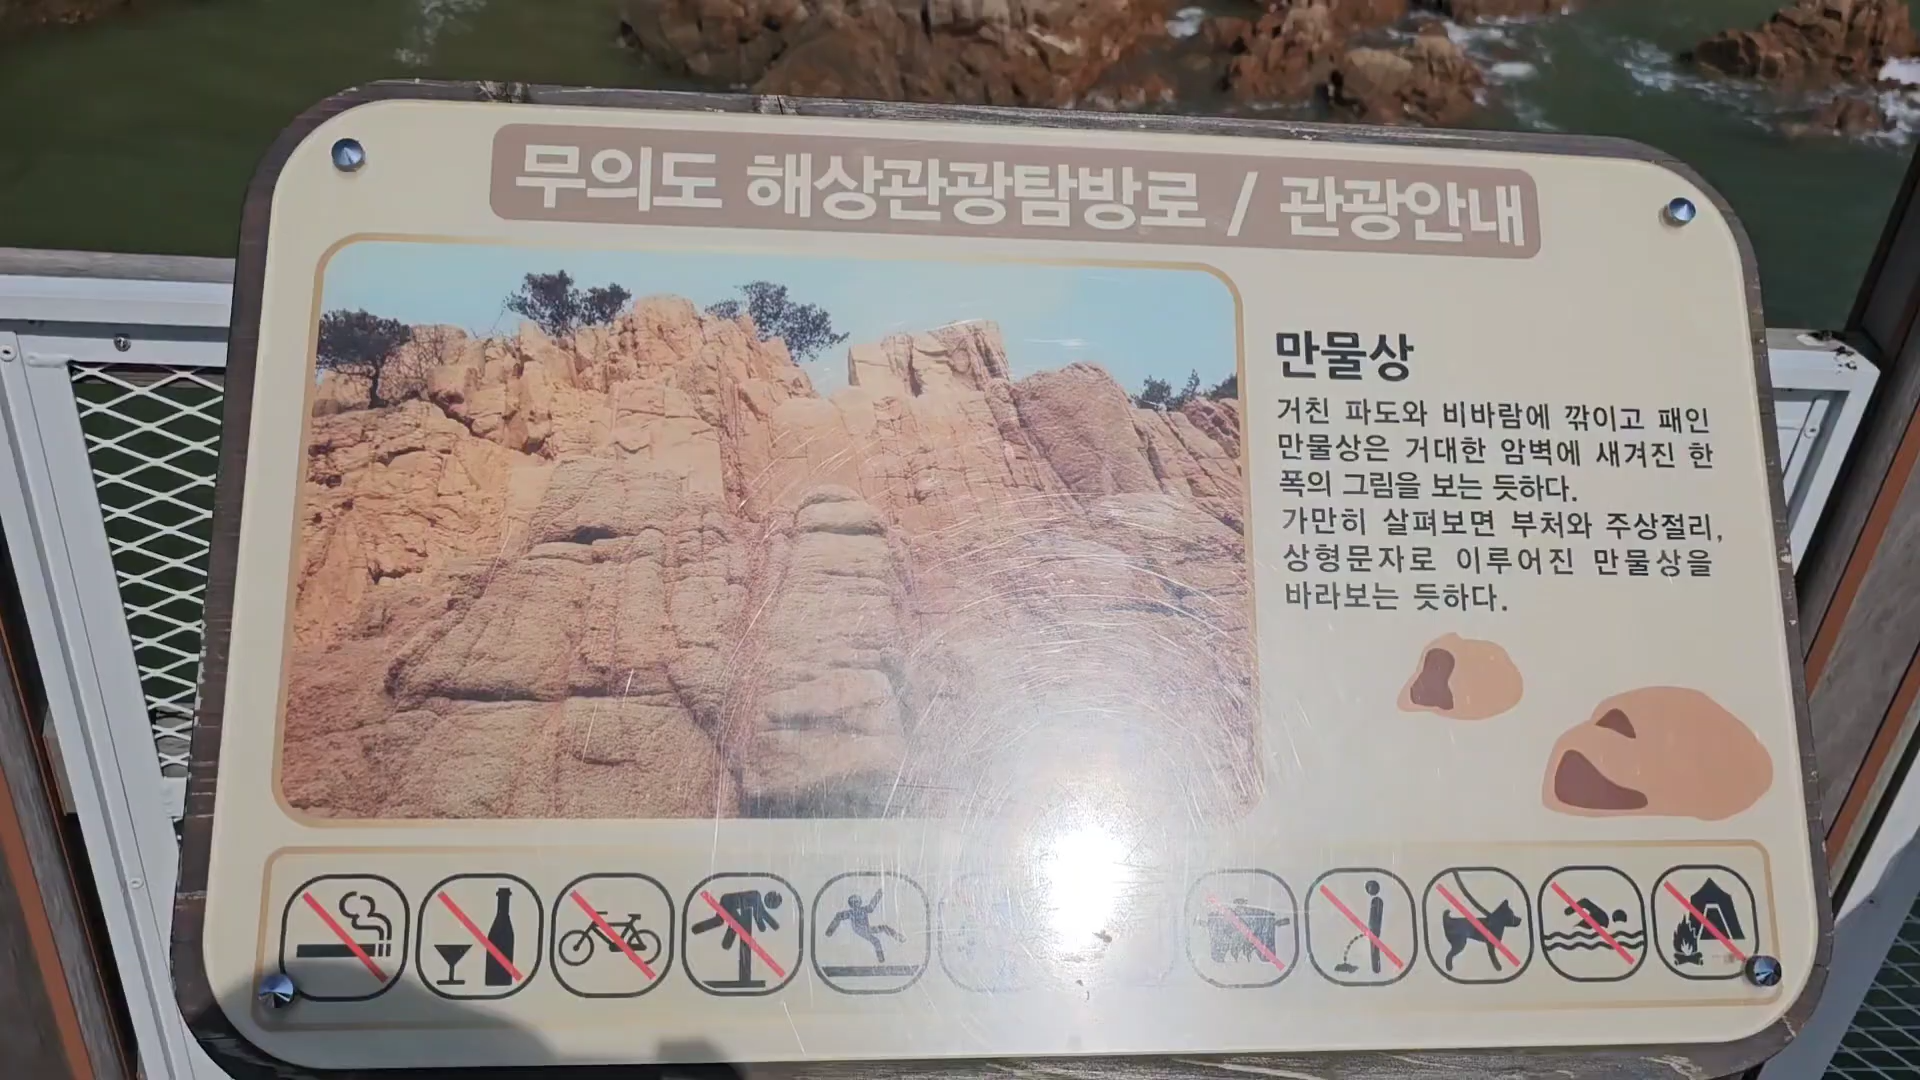 무의도 해상관광탐방로 / 관광안내
만물상
거친 파도와 비바람에 깎이고 패인
만물상은 거대한 암벽에 새겨진 한
폭의 그림을 보는 듯하다.
가만히 살펴보면 부처와 주상절리,
상형문자로 이루어진 만물상을
바라보는 듯하다.